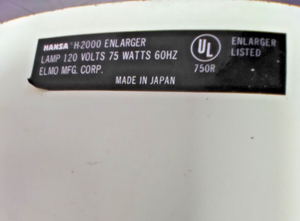 HANSA H-2000 ENLARGER
LAMP 120 VOLTS 75 WATTS 60HZ
ELMO MFG. CORP.
MADE IN JAPAN
UL
750R
ENLARGER
LISTED